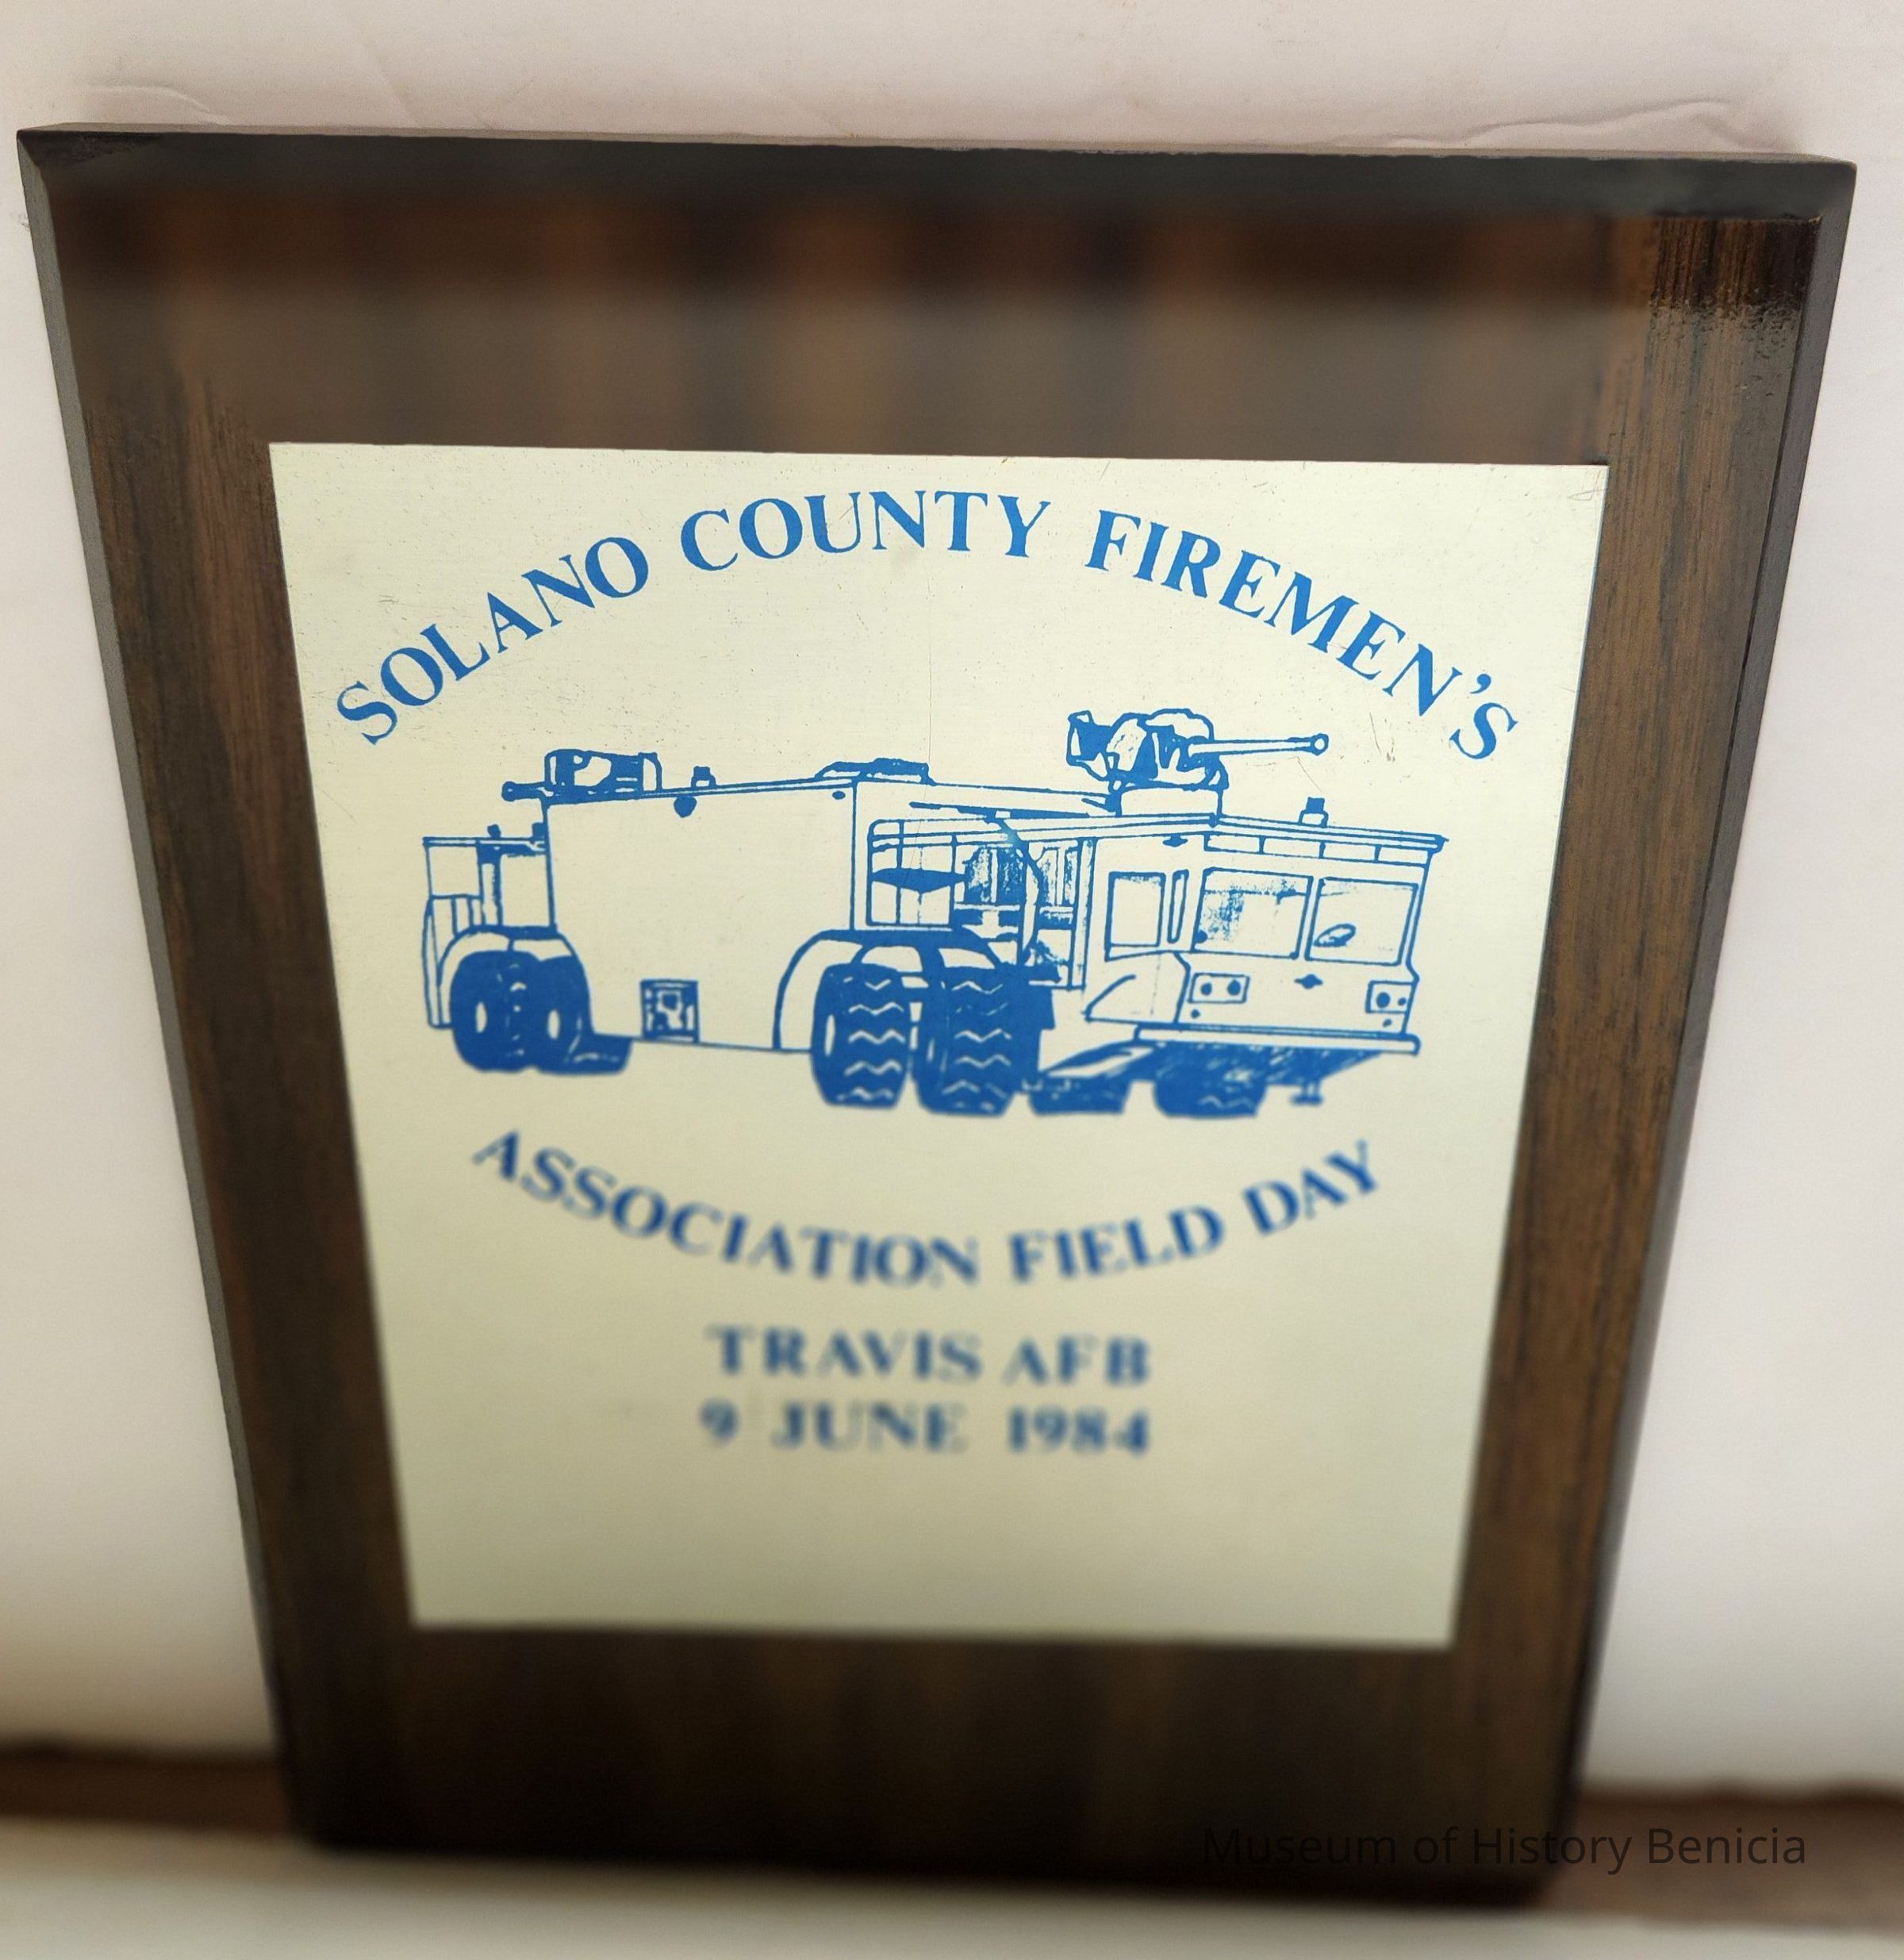 SOLANO COUNTY FIREMEN'S
ASSOCIATION FIELD DAY
TRAVIS AFB
9 JUNE 1984
Museum of History Benicia